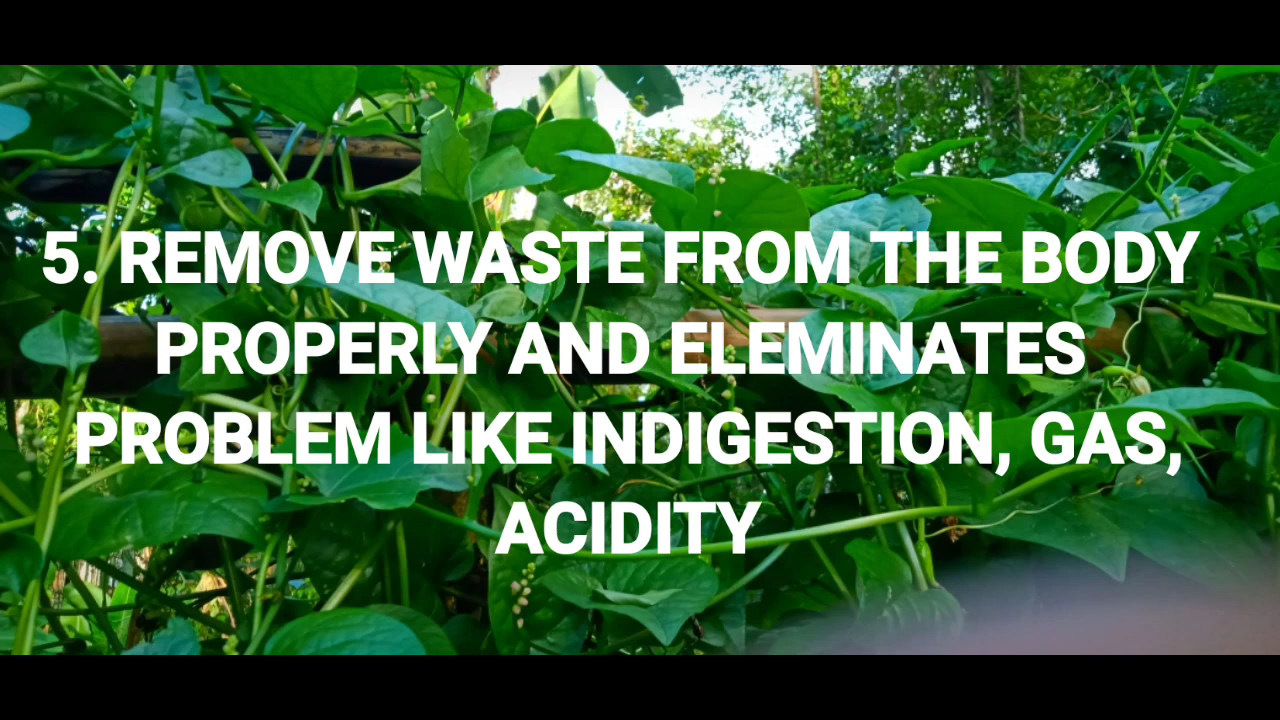 5. REMOVE WASTE FROM THE BODY
PROPERLY AND ELEMINATES
PROBLEM LIKE INDIGESTION, GAS,
ACIDITY